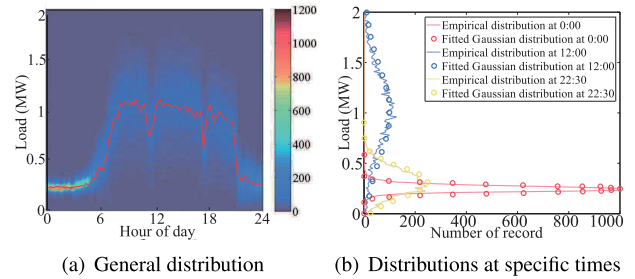 2
1.5
1
0.5
0
Load (MW)
0
6
12
18
24
Hour of day
1200
1000
800
600
400
200
0
(a) General distribution
2
1.5
1
0.5
0
Load (MW)
Empirical distribution at 0:00
Fitted Gaussian distribution at 0:00
Empirical distribution at 12:00
Fitted Gaussian distribution at 12:00
Empirical distribution at 22:30
Fitted Gaussian distribution at 22:30
0
200
400
600
800
1000
Number of record
(b) Distributions at specific times